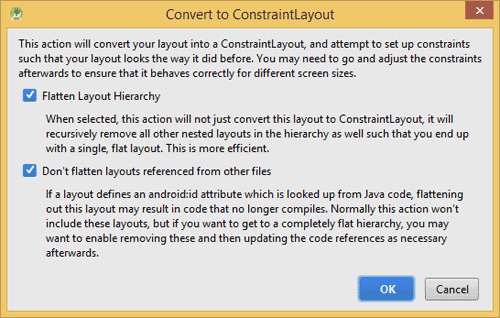 Convert to ConstraintLayout
This action will convert your layout into a ConstraintLayout, and attempt to set up constraints
such that your layout looks the way it did before. You may need to go and adjust the constraints
afterwards to ensure that it behaves correctly for different screen sizes.
Flatten Layout Hierarchy
When selected, this action will not just convert this layout to ConstraintLayout, it will
recursively remove all other nested layouts in the hierarchy as well such that you end up
with a single, flat layout. This is more efficient.
Don't flatten layouts referenced from other files
If a layout defines an android:id attribute which is looked up from Java code, flattening
out this layout may result in code that no longer compiles. Normally this action won't
include these layouts, but if you want to get to a completely flat hierarchy, you may
want to enable removing these and then updating the code references as necessary
afterwards.
OK
Cancel